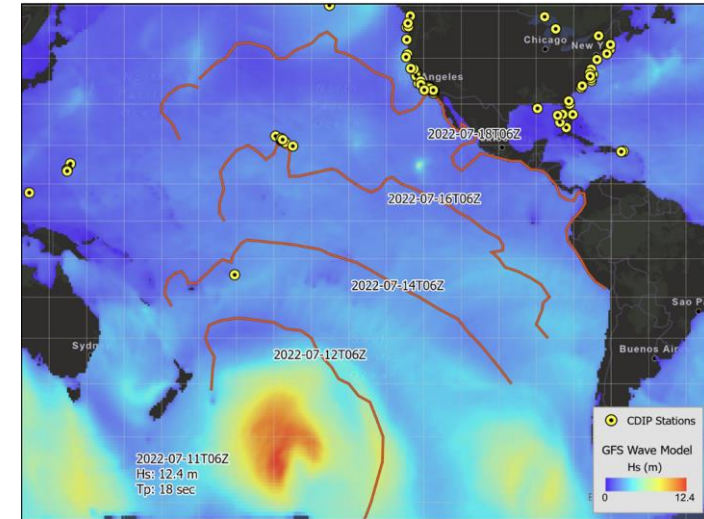 Chicago
New Y
Angeles
2022-07-18T06Z
2022-07-16T06Z
2022-07-14T06Z
Sao Pa
Sydn
2022-07-12T06Z
Buenos Air
2022-07-11T06Z
Hs: 12.4 m
Tp: 18 sec
CDIP Stations
GFS Wave Model
Hs (m)
0 12.4